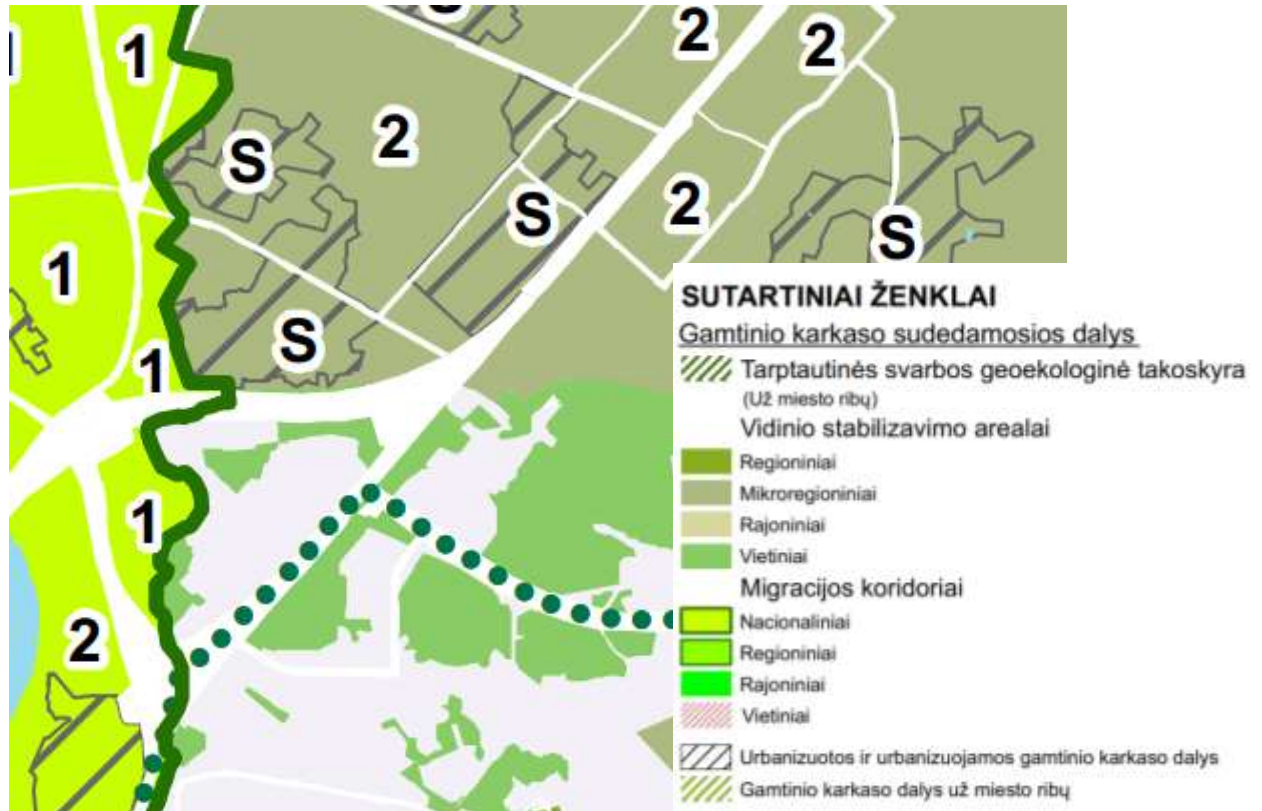 S
2
2
1
1
2
S
S
2
S
1
S
1
1
2
SUTARTINIAI ŽENKLAI
Gamtinio karkaso sudedamosios dalys
Tarptautinės svarbos geoekologinė takoskyra
(Už miesto ribų)
Vidinio stabilizavimo arealai
Regioniniai
Mikroregioniniai
Rajoniniai
Vietiniai
Migracijos koridoriai
Nacionaliniai
Regioniniai
Rajoniniai
Vietiniai
Urbanizuotos ir urbanizuojamos gamtinio karkaso dalys
Gamtinio karkaso dalys už miesto ribų